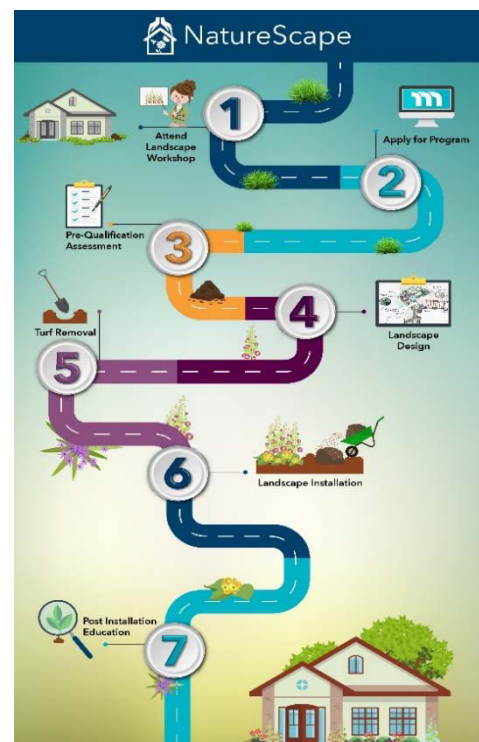 NatureScape
1
Attend
Landscape
Workshop
m
Apply for Program
2
Pre-Qualification
Assessment
3
4
Landscape
Design
Turf Removal
5
6
Landscape Installation
Post Installation
Education
7